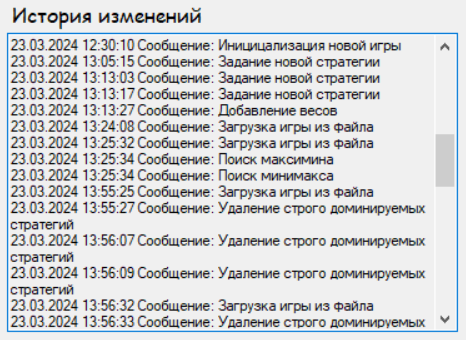 История изменений
23.03.2024 12:30:10 Сообщение: Иницицализация новой игры
23.03.2024 13:05:15 Сообщение: Задание новой стратегии
23.03.2024 13:13:03 Сообщение: Задание новой стратегии
23.03.2024 13:13:17 Сообщение: Задание новой стратегии
23.03.2024 13:13:27 Сообщение: Добавление весов
23.03.2024 13:24:08 Сообщение: Загрузка игры из файла
23.03.2024 13:25:32 Сообщение: Загрузка игры из файла
23.03.2024 13:25:34 Сообщение: Поиск максимина
23.03.2024 13:25:34 Сообщение: Поиск минимакса
23.03.2024 13:55:25 Сообщение: Загрузка игры из файла
23.03.2024 13:55:27 Сообщение: Удаление строго доминируемых
стратегий
23.03.2024 13:56:07 Сообщение: Удаление строго доминируемых
стратегий
23.03.2024 13:56:09 Сообщение: Удаление строго доминируемых
стратегий
23.03.2024 13:56:32 Сообщение: Загрузка игры из файла
23.03.2024 13:56:33 Сообщение: Удаление строго доминируемых